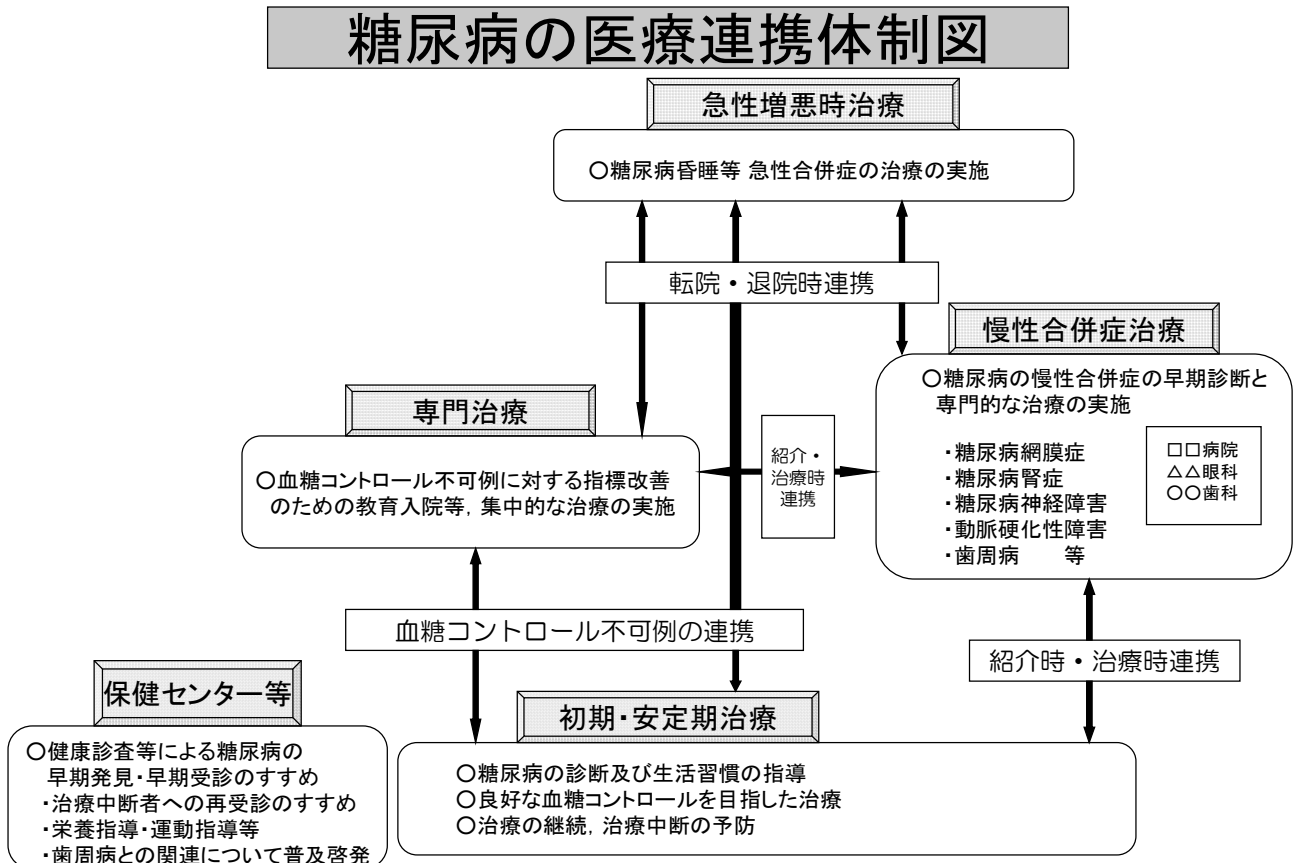 糖尿病の医療連携体制図
急性増悪時治療
○糖尿病昏睡等 急性合併症の治療の実施
転院・退院時連携
慢性合併症治療
○糖尿病の慢性合併症の早期診断と
専門的な治療の実施
・糖尿病網膜症
・糖尿病腎症
・糖尿病神経障害
・動脈硬化性障害
・歯周病　　等
□□病院
△△眼科
○○歯科
専門治療
○血糖コントロール不可例に対する指標改善
のための教育入院等，集中的な治療の実施
紹介・
治療時
連携
血糖コントロール不可例の連携
紹介時・治療時連携
保健センター等
○健康診査等による糖尿病の
早期発見・早期受診のすすめ
・治療中断者への再受診のすすめ
・栄養指導・運動指導等
・歯周病との関連について普及啓発
初期・安定期治療
○糖尿病の診断及び生活習慣の指導
○良好な血糖コントロールを目指した治療
○治療の継続，治療中断の予防